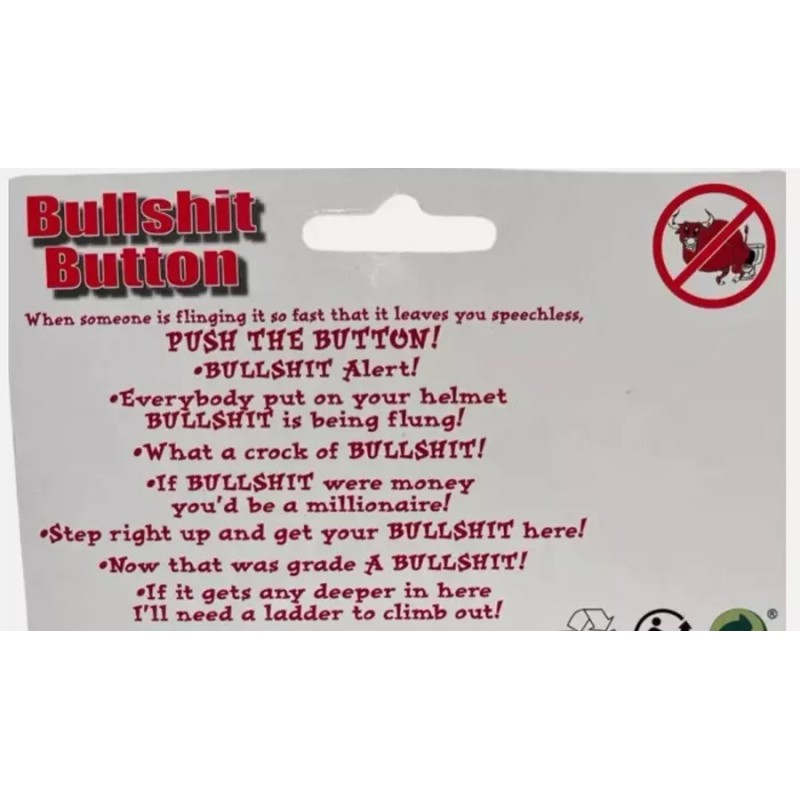 Bullshit
Button
When someone is flinging it so fast that it leaves you speechless,
PUSH THE BUTTON!
•BULLSHIT Alert!
•Everybody put on your helmet
BULLSHIT is being flung!
•What a crock of BULLSHIT!
•If BULLSHIT were money
you'd be a millionaire!
•Step right up and get your BULLSHIT here!
•Now that was grade A BULLSHIT!
•If it gets any deeper in here
I'll need a ladder to climb out!
®